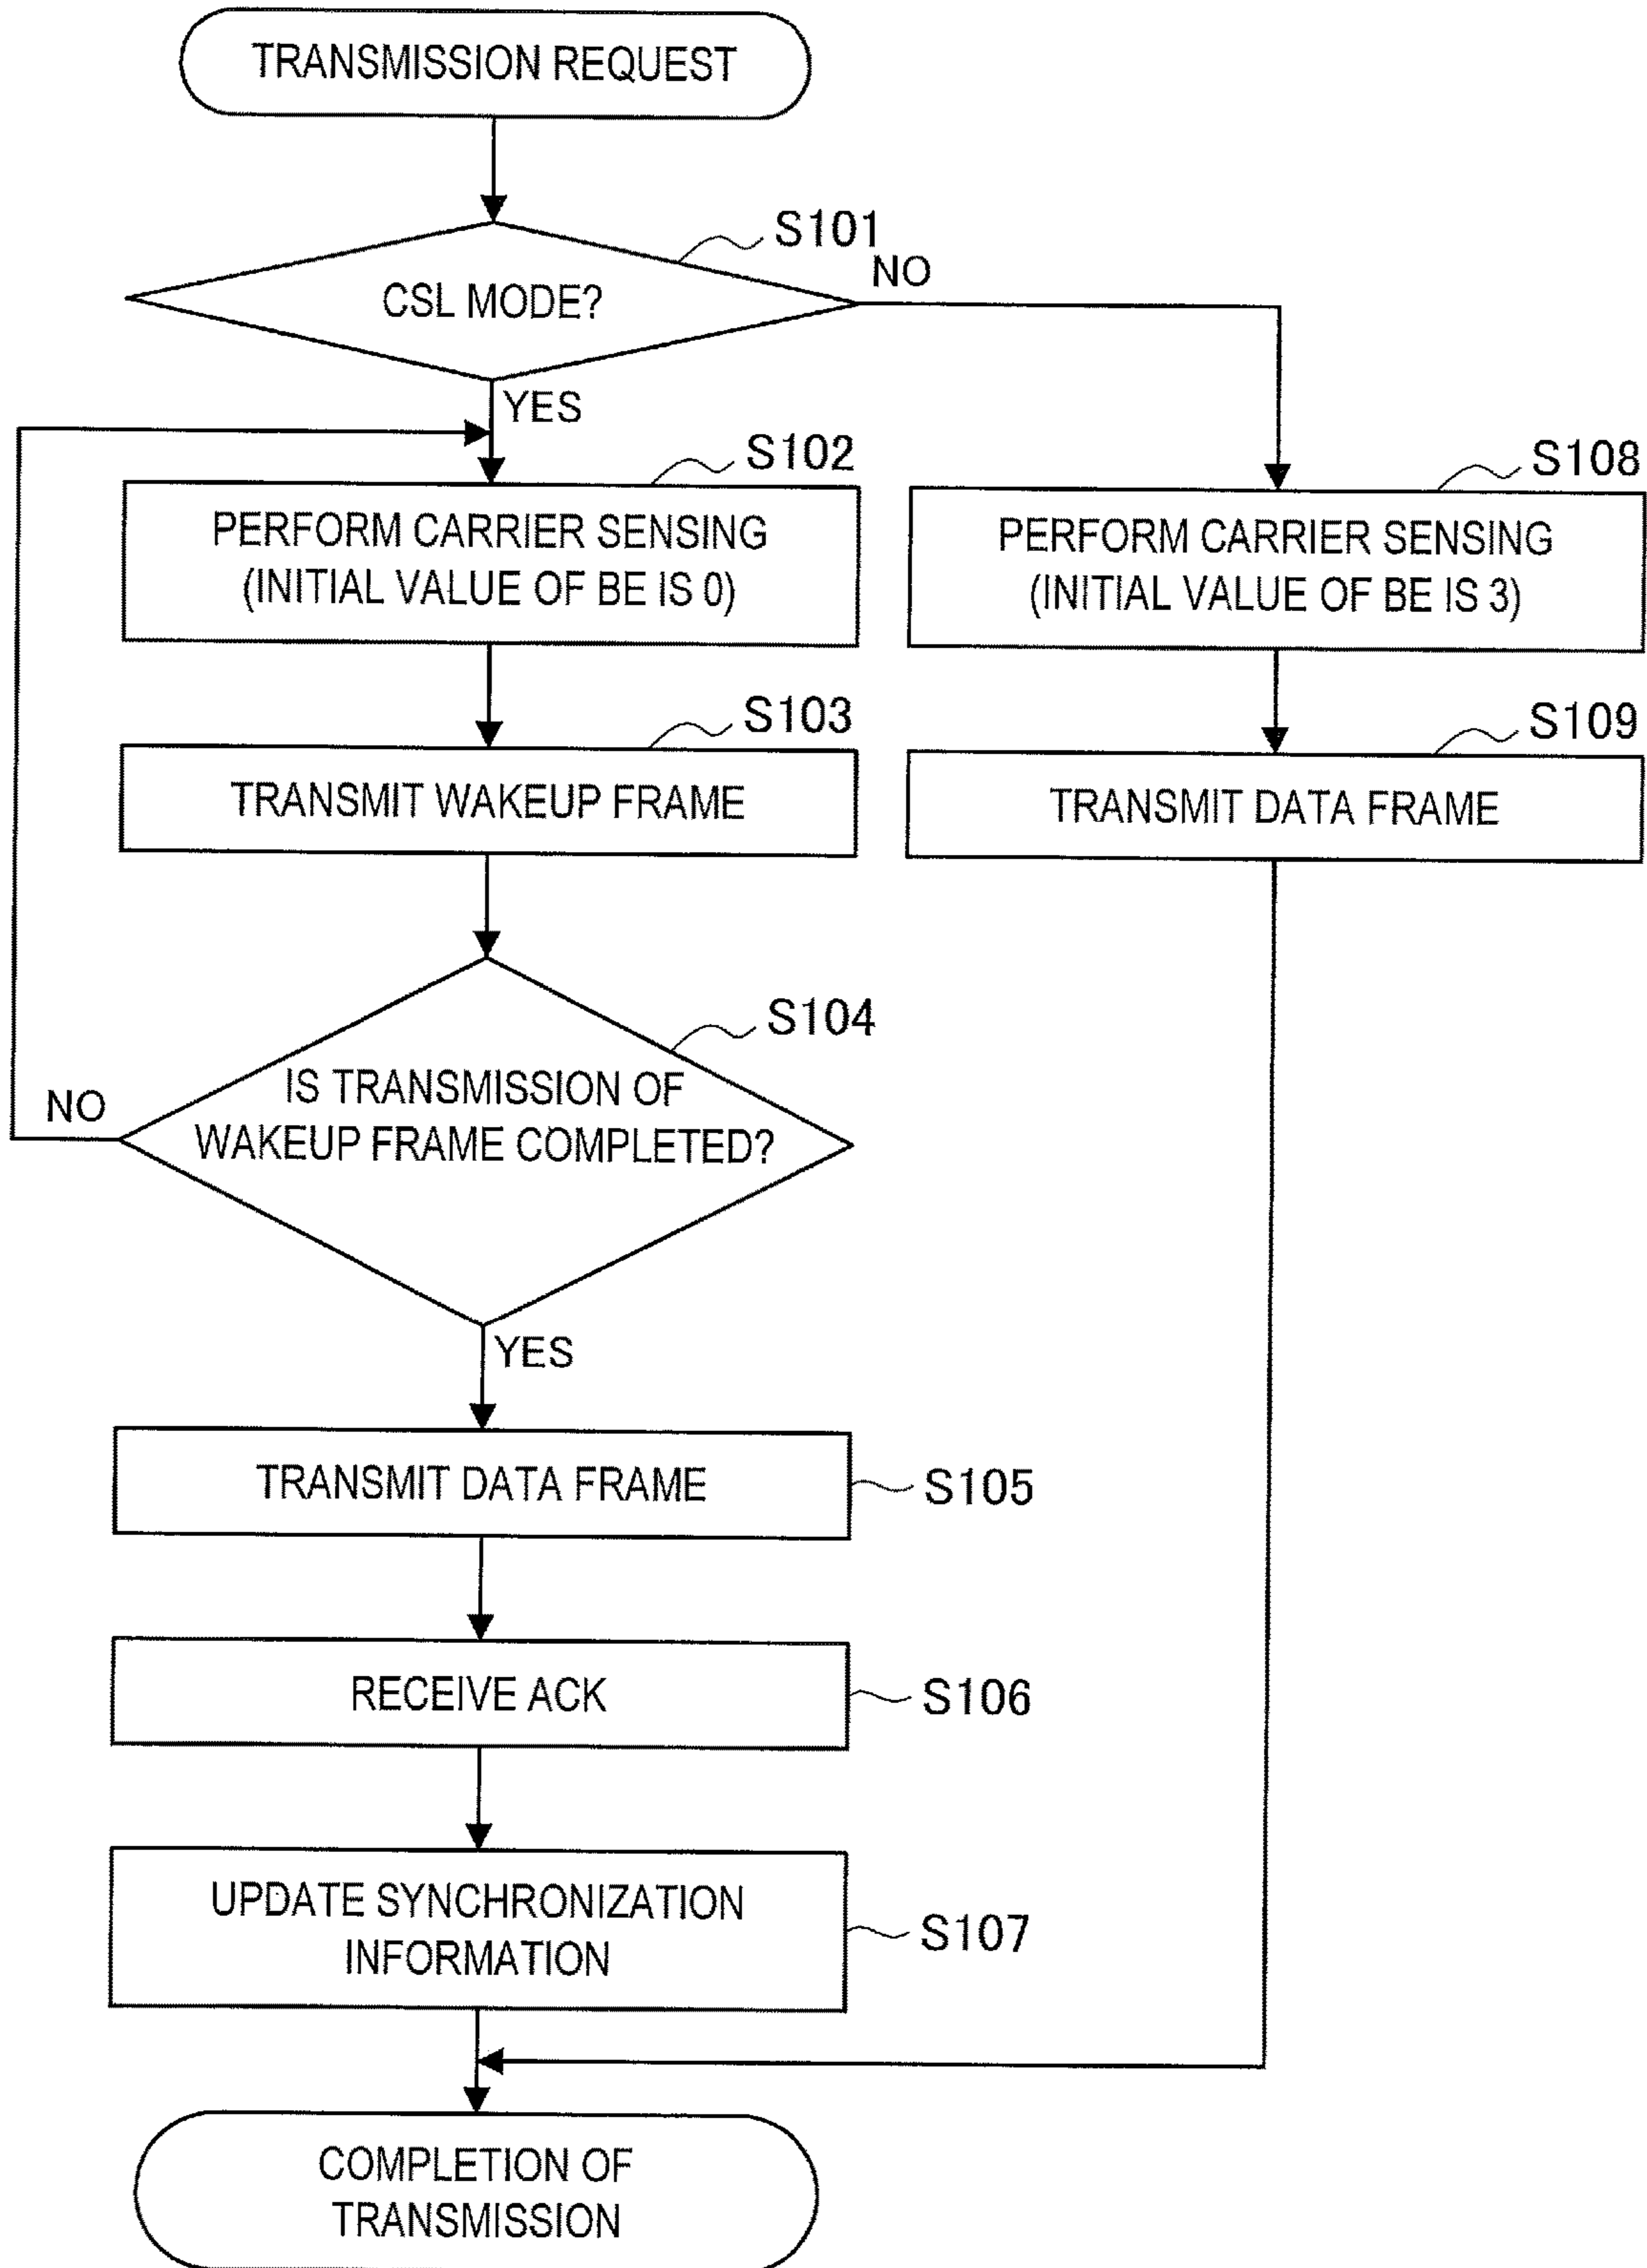 TRANSMISSION REQUEST
S101
CSL MODE?
NO
YES
S102
PERFORM CARRIER SENSING
(INITIAL VALUE OF BE IS 0)
S108
PERFORM CARRIER SENSING
(INITIAL VALUE OF BE IS 3)
S103
TRANSMIT WAKEUP FRAME
S109
TRANSMIT DATA FRAME
S104
IS TRANSMISSION OF
WAKEUP FRAME COMPLETED?
NO
YES
TRANSMIT DATA FRAME
S105
RECEIVE ACK
S106
UPDATE SYNCHRONIZATION
INFORMATION
S107
COMPLETION OF
TRANSMISSION